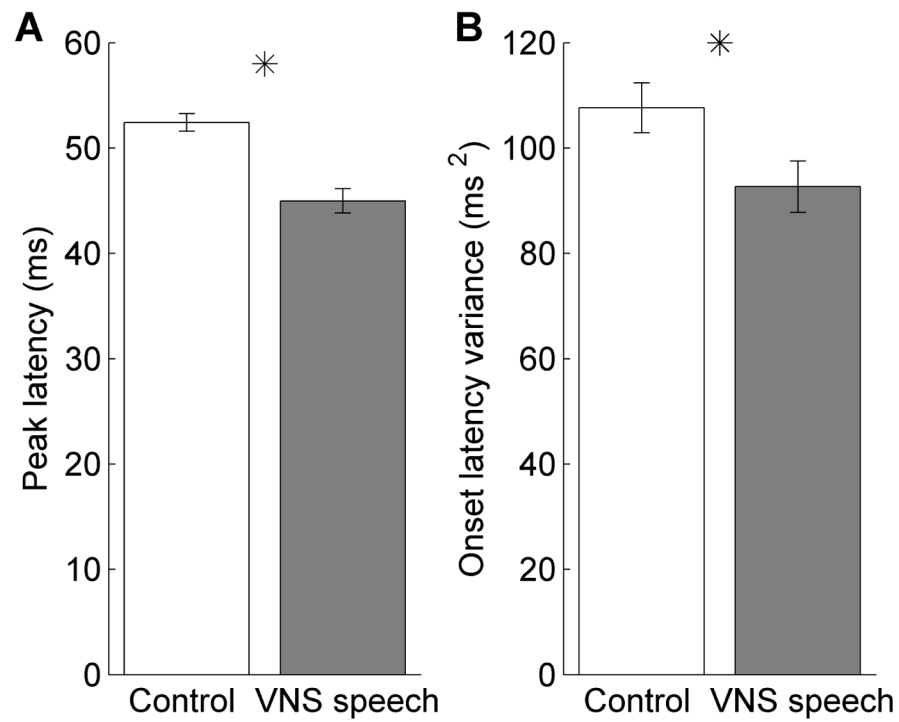 A
60
50
40
30
20
10
0
Peak latency (ms)
Control VNS speech
B
120
100
80
60
40
20
0
Onset latency variance (ms 2)
Control VNS speech